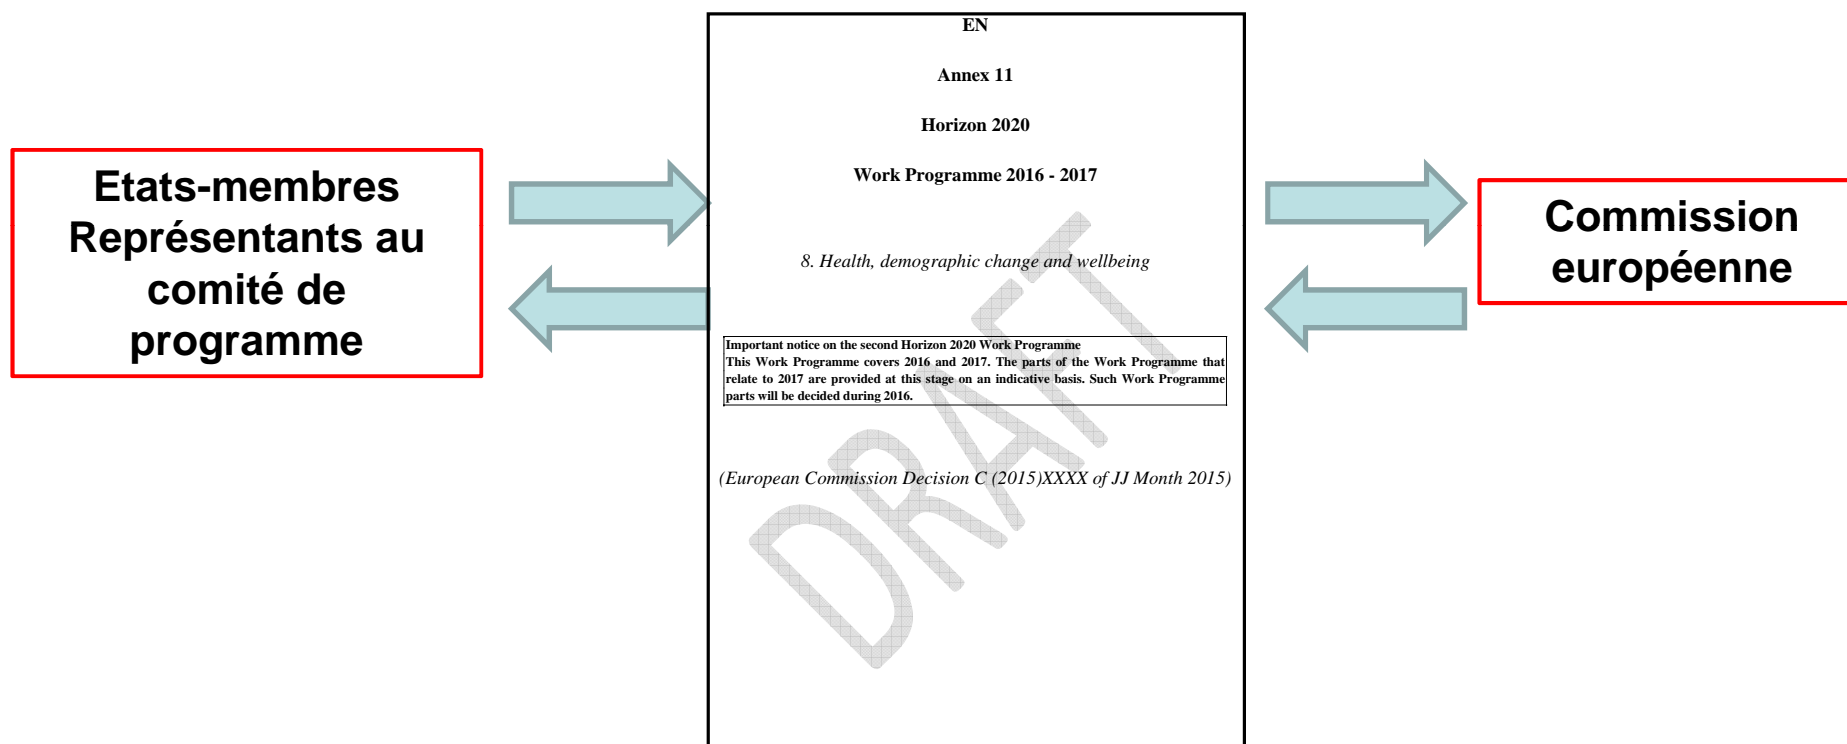 Etats-membres
Représentants au
comité de
programme
EN
Annex 11
Horizon 2020
Work Programme 2016 - 2017
8. Health, demographic change and wellbeing
Important notice on the second Horizon 2020 Work Programme
This Work Programme covers 2016 and 2017. The parts of the Work Programme that
relate to 2017 are provided at this stage on an indicative basis. Such Work Programme
parts will be decided during 2016.
(European Commission Decision C (2015)XXXX of JJ Month 2015)
DRAFT
Commission
européenne